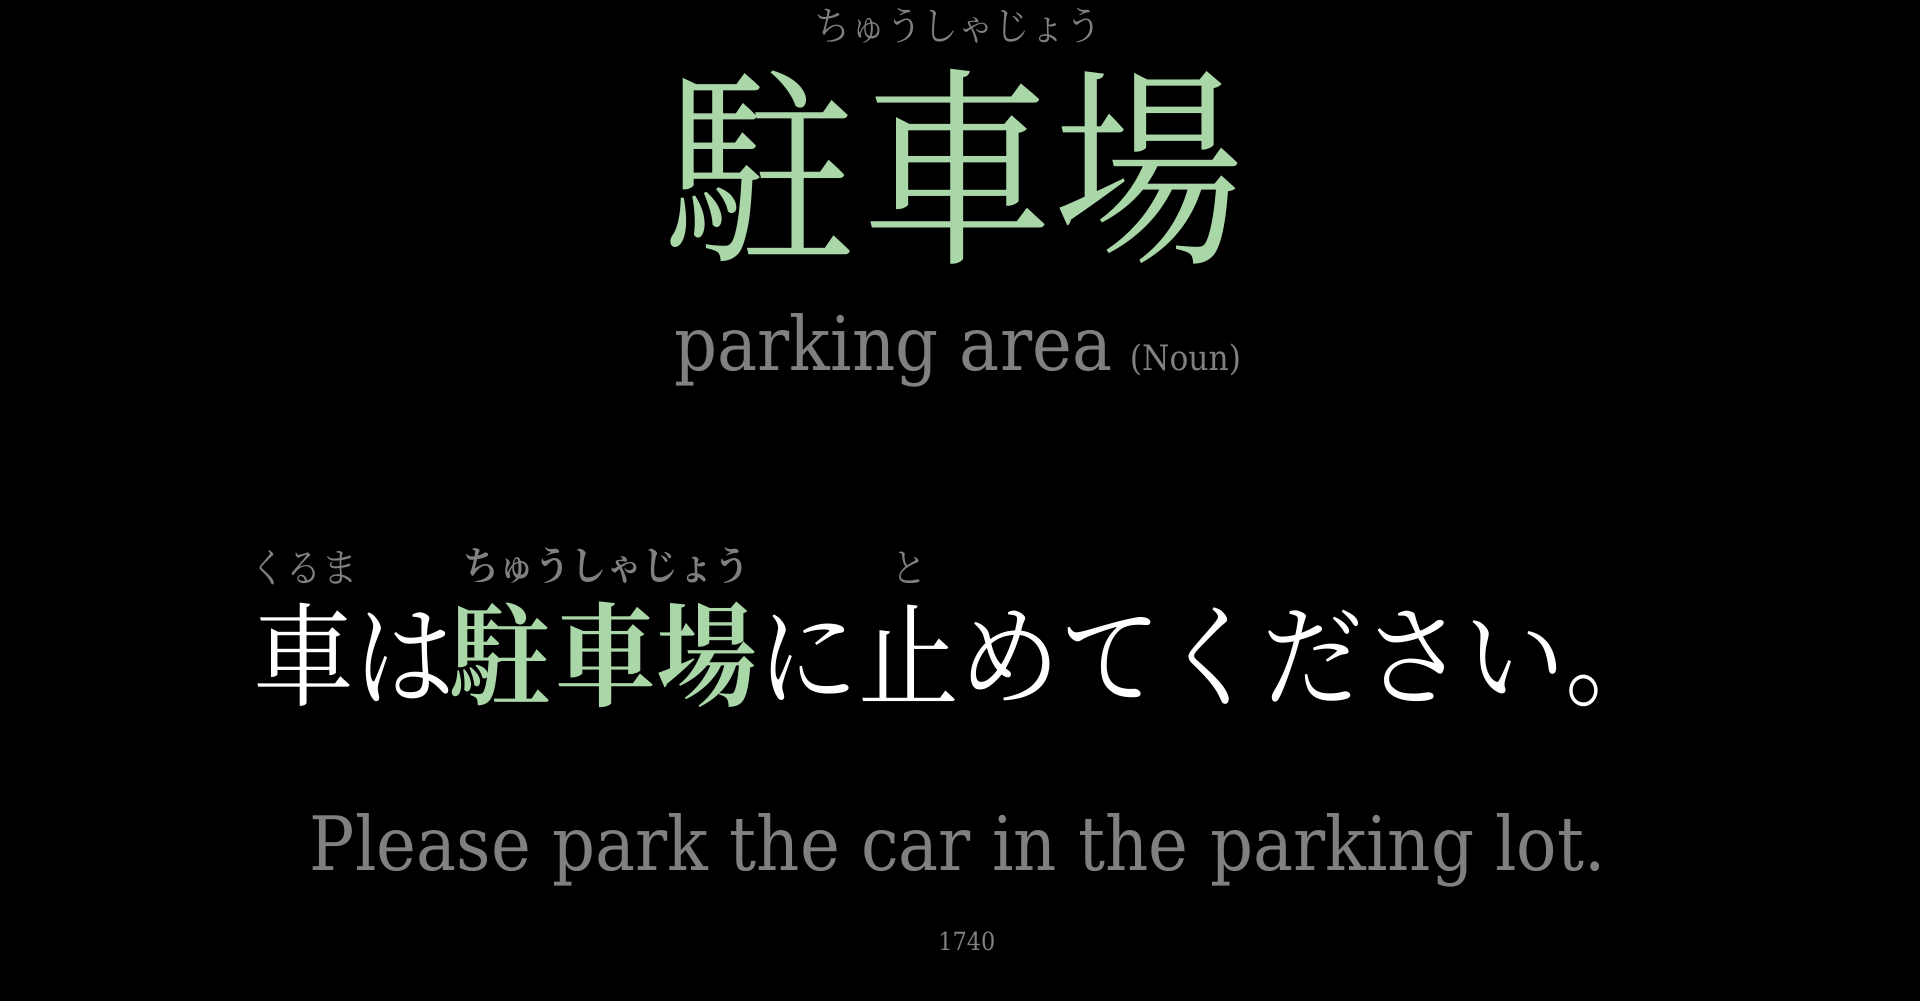 ちゅうしゃじょう
駐車場
parking area (Noun)
くるま ちゅうしゃじょう と
車は駐車場に止めてください。
Please park the car in the parking lot.
1740